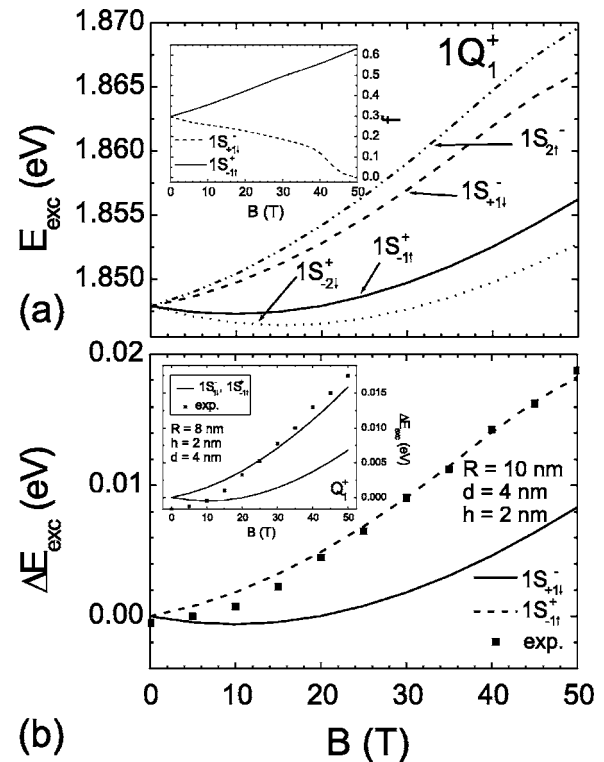 (a)
E_exc (eV)
1.870
1.865
1.860
1.855
1.850
1Q_1^+
1S_{2↑}^-
1S_{+1↓}^-
1S_{-1↑}^+
1S_{-2↓}^+
0.6
0.5
0.4
0.3
0.2
0.1
0.0
f
1S_{+1↓}^-
1S_{-1↑}^+
0 10 20 30 40 50
B (T)
(b)
ΔE_exc (eV)
0.02
0.01
0.00
1S_{1↓}^-, 1S_{-1↑}^+
exp.
R = 8 nm
h = 2 nm
d = 4 nm
0.015
0.010
0.005
0.000
ΔE_exc (eV)
Q_1^+
0 10 20 30 40 50
B (T)
R = 10 nm
d = 4 nm
h = 2 nm
1S_{+1↓}^-
1S_{-1↑}^+
exp.
0 10 20 30 40 50
B (T)